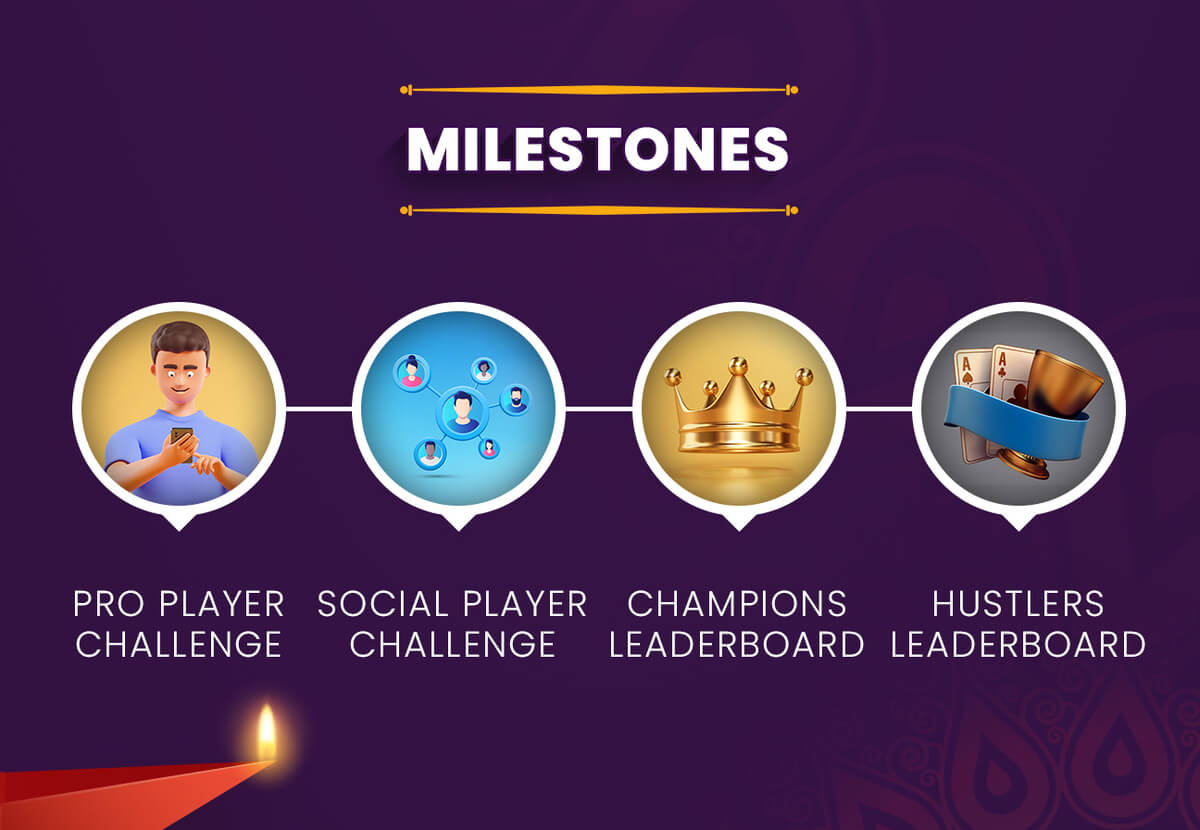 MILESTONES
A
A
PRO PLAYER
CHALLENGE
SOCIAL PLAYER
CHALLENGE
CHAMPIONS
LEADERBOARD
HUSTLERS
LEADERBOARD